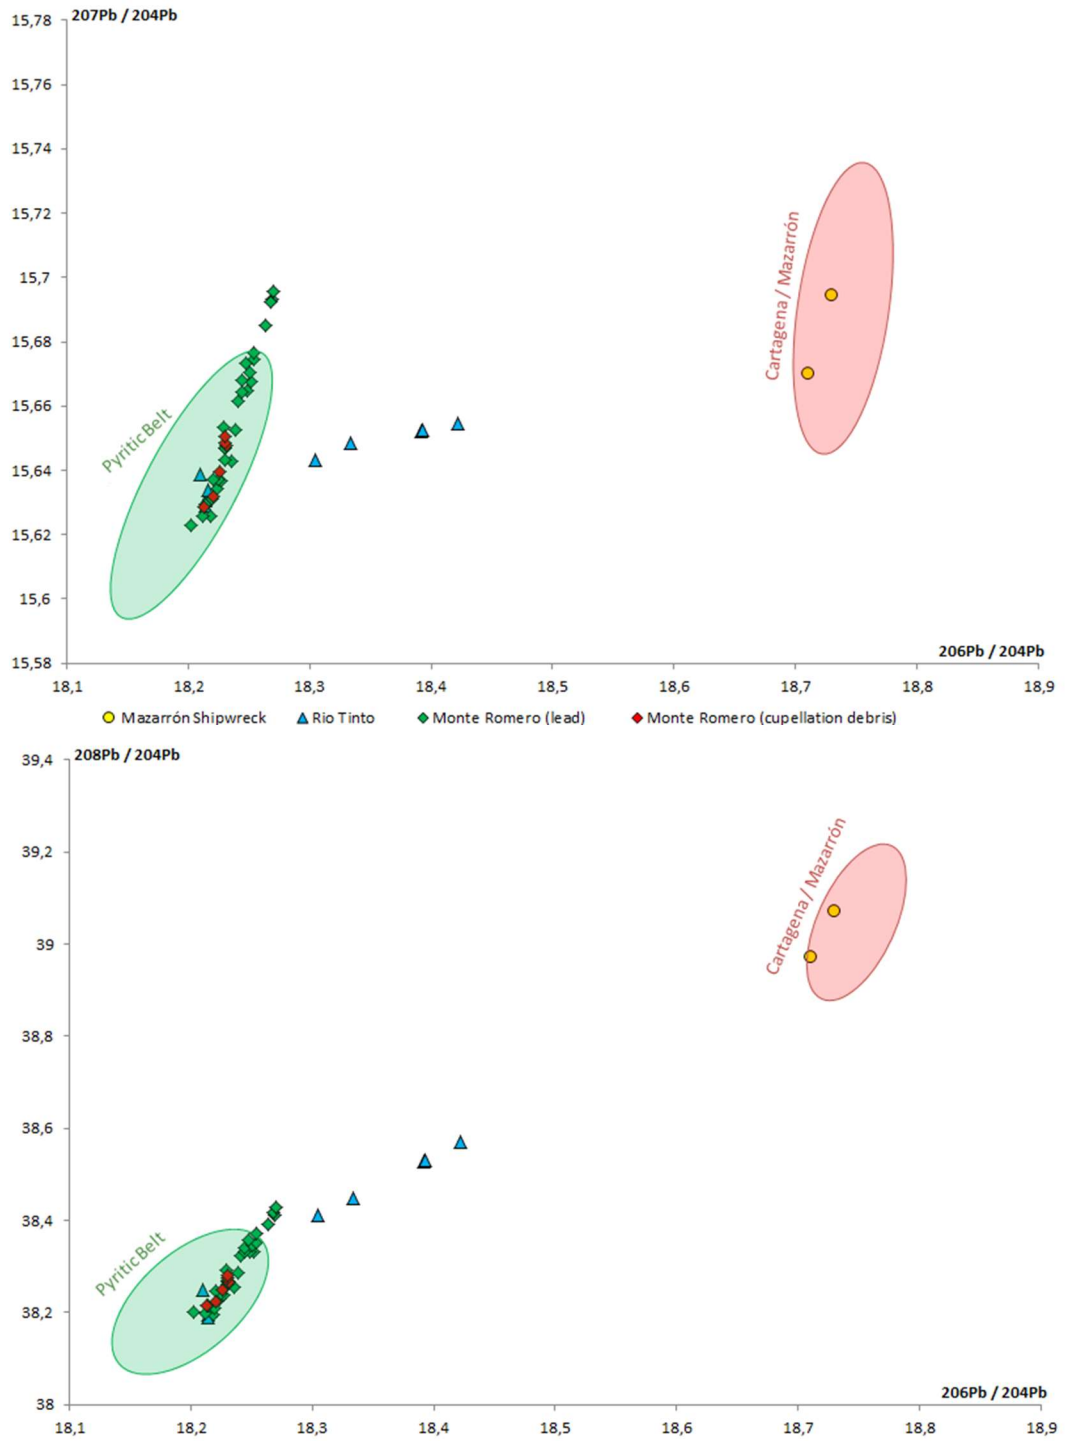 207Pb / 204Pb
15,78
15,76
15,74
15,72
15,7
15,68
15,66
15,64
15,62
15,6
15,58
Pyritic Belt
Cartagena / Mazarrón
206Pb / 204Pb
18,1 18,2 18,3 18,4 18,5 18,6 18,7 18,8 18,9
Mazarrón Shipwreck Rio Tinto Monte Romero (lead) Monte Romero (cupellation debris)
208Pb / 204Pb
39,4
39,2
39
38,8
38,6
38,4
38,2
38
Cartagena / Mazarrón
Pyritic Belt
206Pb / 204Pb
18,1 18,2 18,3 18,4 18,5 18,6 18,7 18,8 18,9